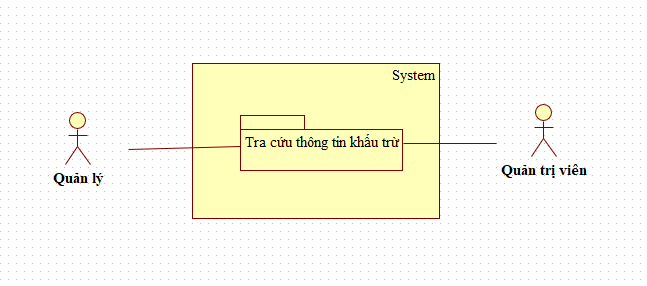 System
Tra cứu thông tin khấu trừ
Quản lý
Quản trị viên